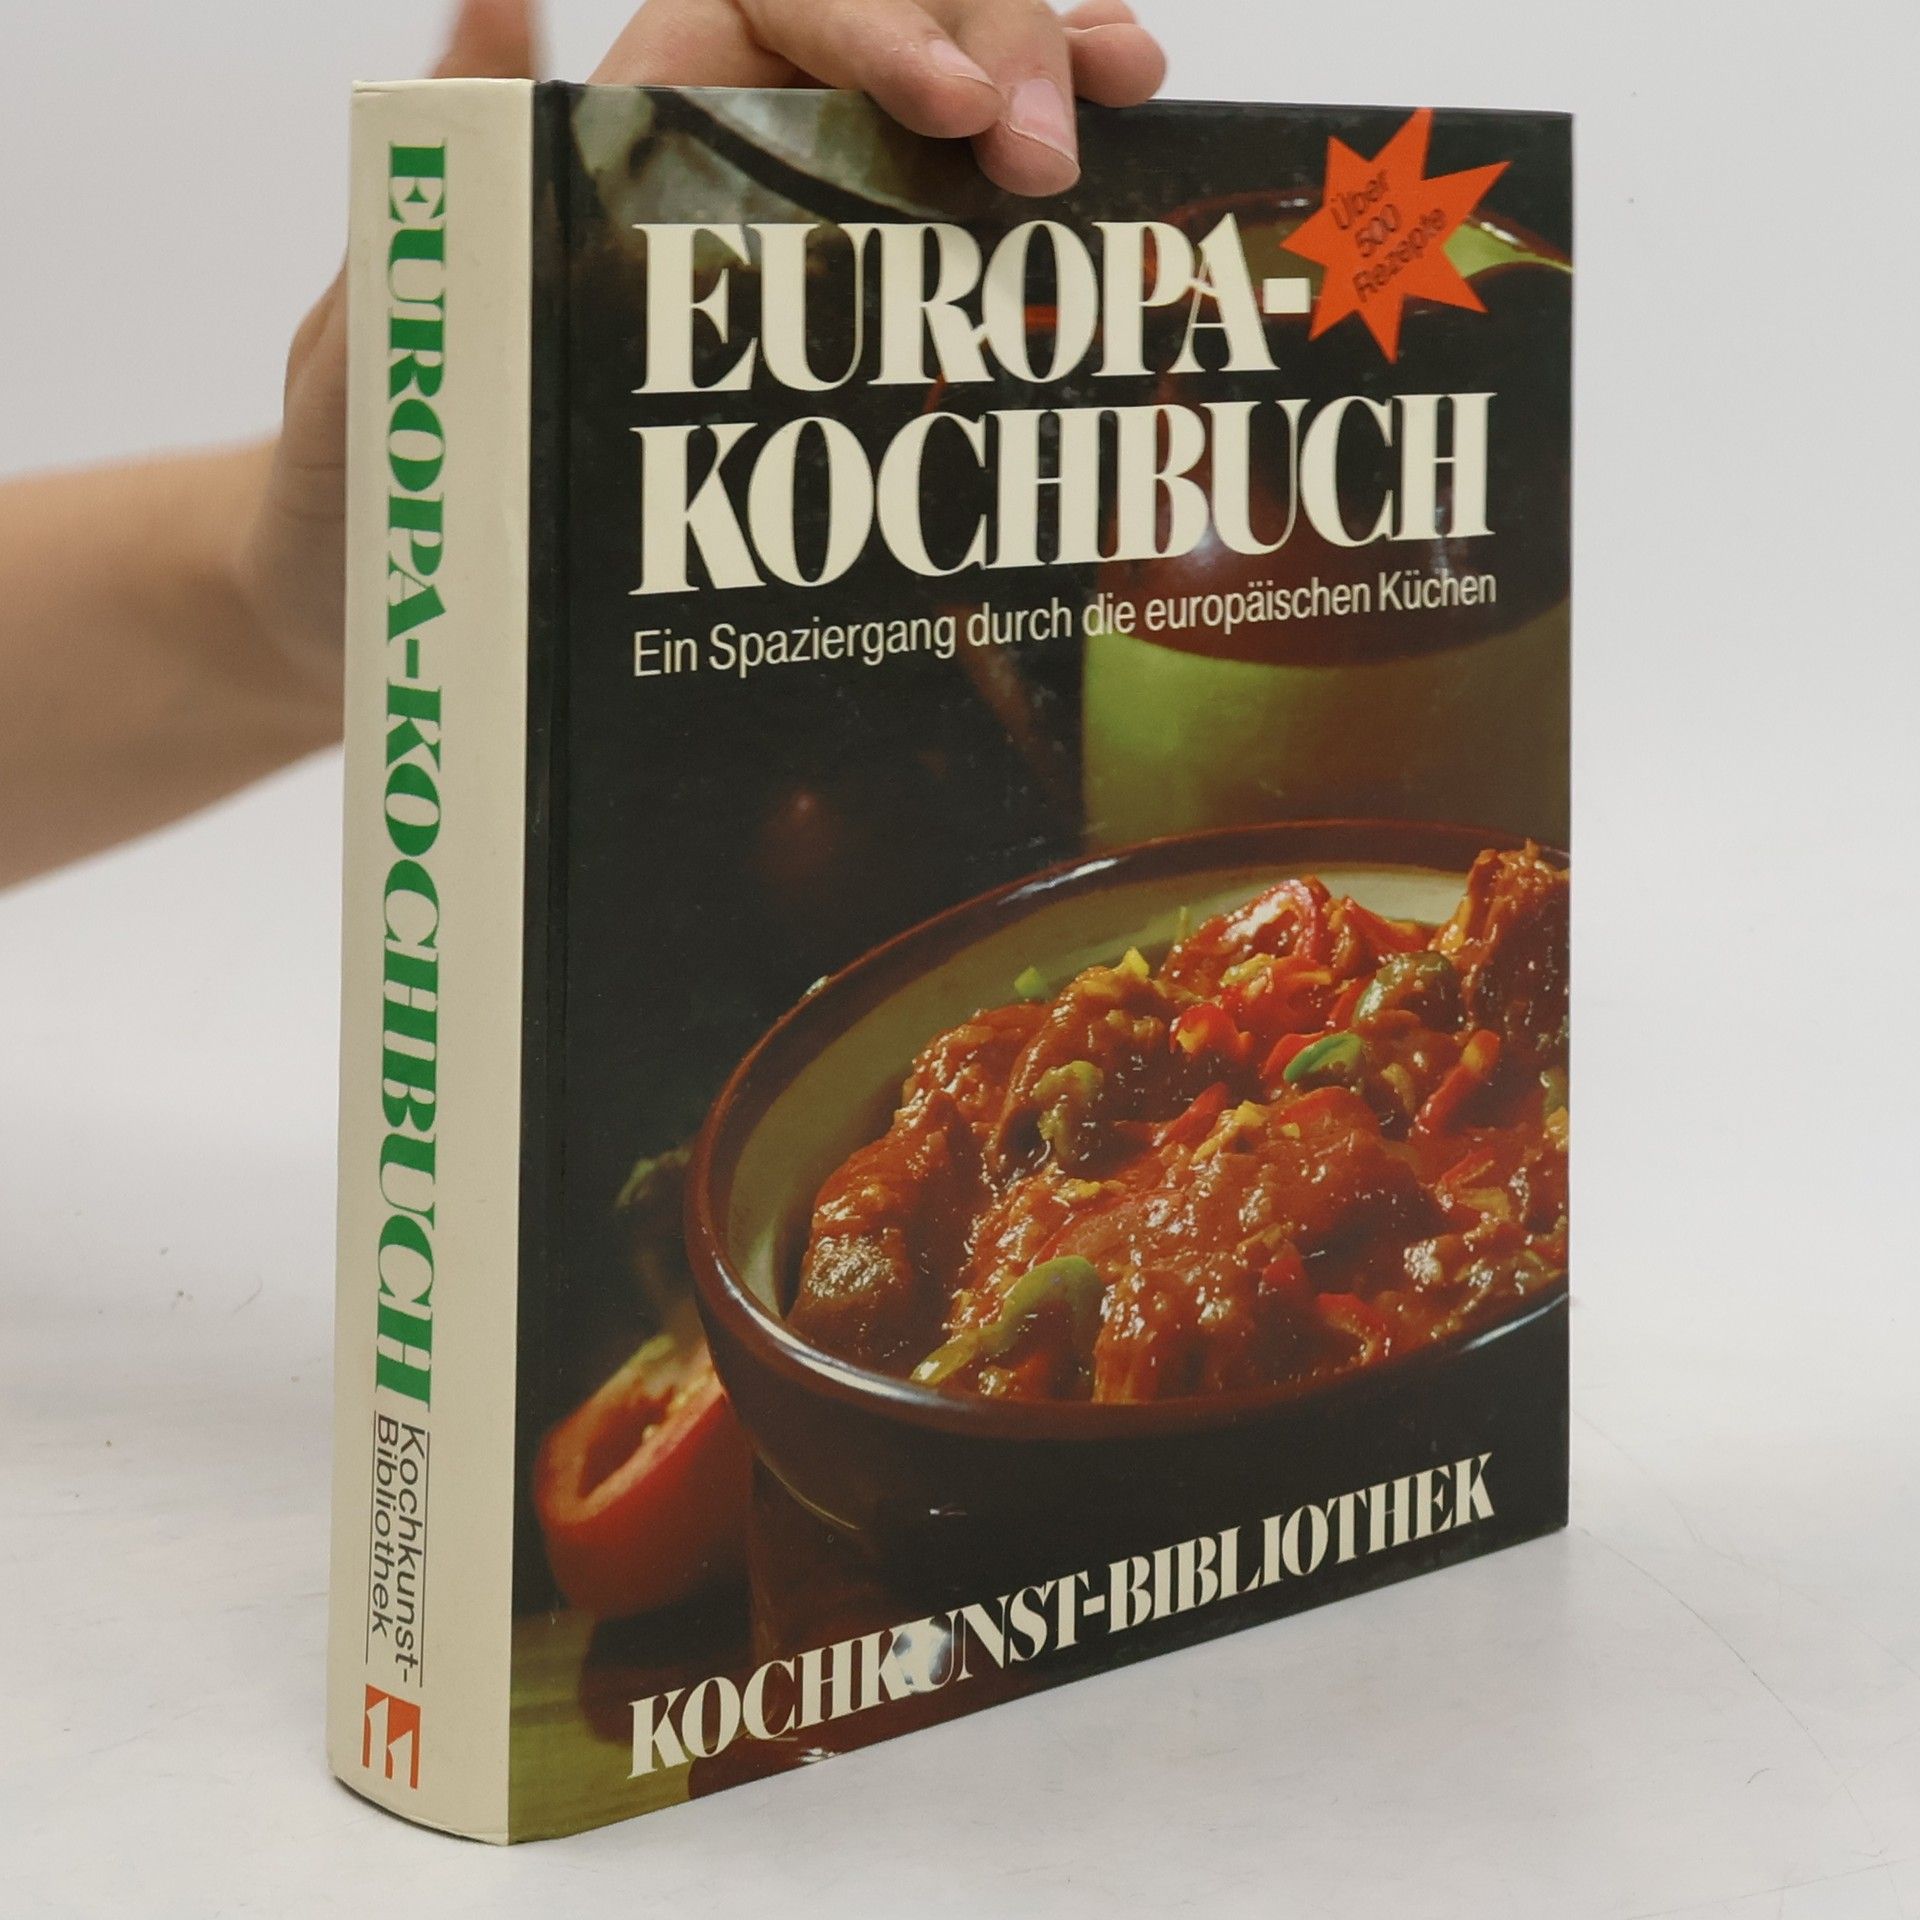 EUROPA-
KOCHBUCH
Ein Spaziergang durch die europäischen Küchen
Über
500
Rezepte
KOCHKUNST-BIBLIOTHEK
EUROPA-KOCHBUCH
Kochkunst-
Bibliothek